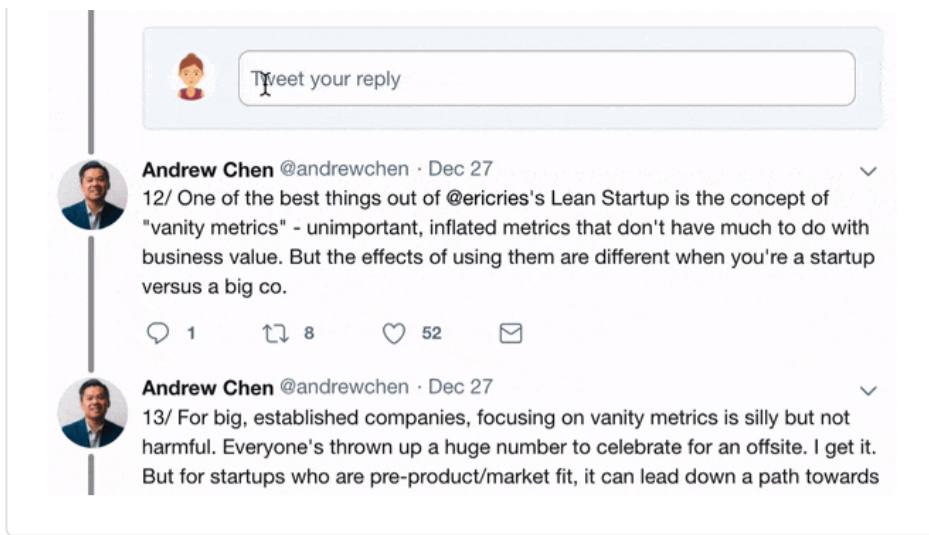 Tweet your reply
Andrew Chen @andrewchen · Dec 27
12/ One of the best things out of @ericries's Lean Startup is the concept of
"vanity metrics" - unimportant, inflated metrics that don't have much to do with
business value. But the effects of using them are different when you're a startup
versus a big co.
1 8 52
Andrew Chen @andrewchen · Dec 27
13/ For big, established companies, focusing on vanity metrics is silly but not
harmful. Everyone's thrown up a huge number to celebrate for an offsite. I get it.
But for startups who are pre-product/market fit, it can lead down a path towards